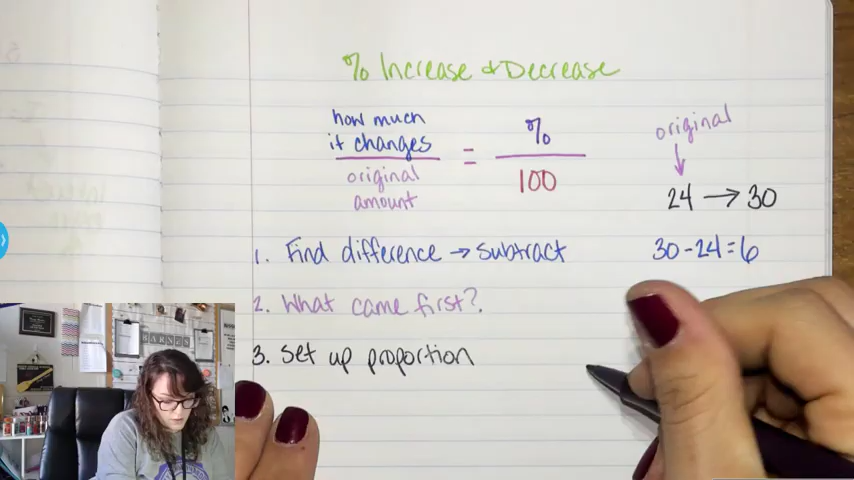 % Increase & Decrease
how much
it changes
original
amount
=
%
100
original
24 → 30
1. Find difference → subtract
30 - 24 = 6
2. What came first?
3. Set up proportion
BARNES